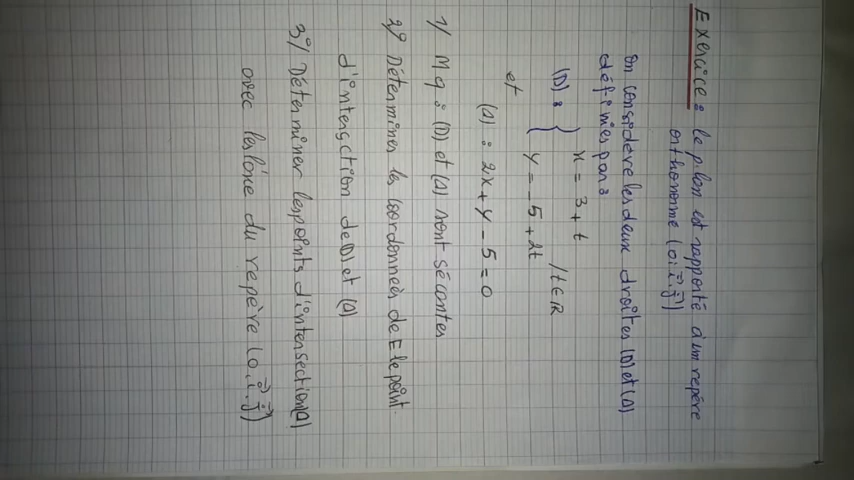 Exercice : le plan est rapporté à un repère
orthonormé (o.i⃗.j⃗)
on considère les deux droites (D) et (Δ)
définies par :
(D) : { x = 3 + t
y = -5 + 2t /t ∈ ℝ
et
(Δ) : 2x + y - 5 = 0
1/ Mq : (D) et (Δ) sont sécantes
2°/ Détermines les coordonnées de E le point
d'intersection de (D) et (Δ)
3°/ Déterminer les points d'intersection (Δ)
avec les l'axe du repère (o.i⃗.j⃗)